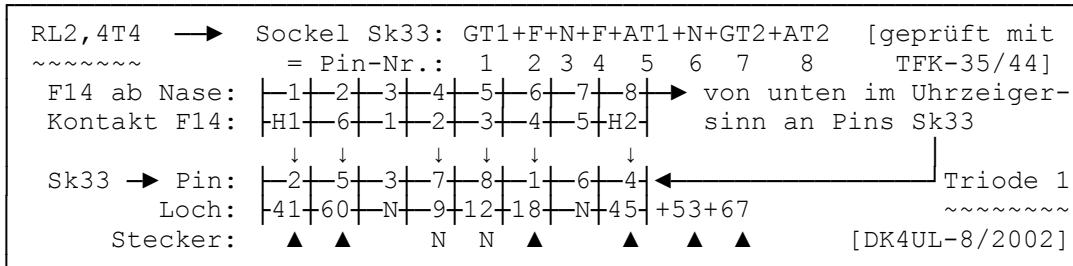 RL2,4T4 ──► Sockel Sk33: GT1+F+N+F+AT1+N+GT2+AT2 [geprüft mit
~~~~~~~ = Pin-Nr.: 1 2 3 4 5 6 7 8 TFK-35/44]
F14 ab Nase: ├─1┼─2┼─3┼─4┼─5┼─6┼─7┼─8┼─► von unten im Uhrzeiger-
Kontakt F14: ├H1┼─6┼─1┼─2┼─3┼─4┼─5┼H2┤ sinn an Pins Sk33
↓ ↓ ↓ ↓ ↓ ↓
Sk33 ─► Pin: ├─2┼─5┼─3┼─7┼─8┼─1┼─6┼─4┤◄ Triode 1
Loch: ├41┼60┼─N┼─9┼12┼18┼─N┼45┤+53+67 ~~~~~~~~
Stecker: ▲ ▲ N N ▲ ▲ ▲ ▲ [DK4UL-8/2002]